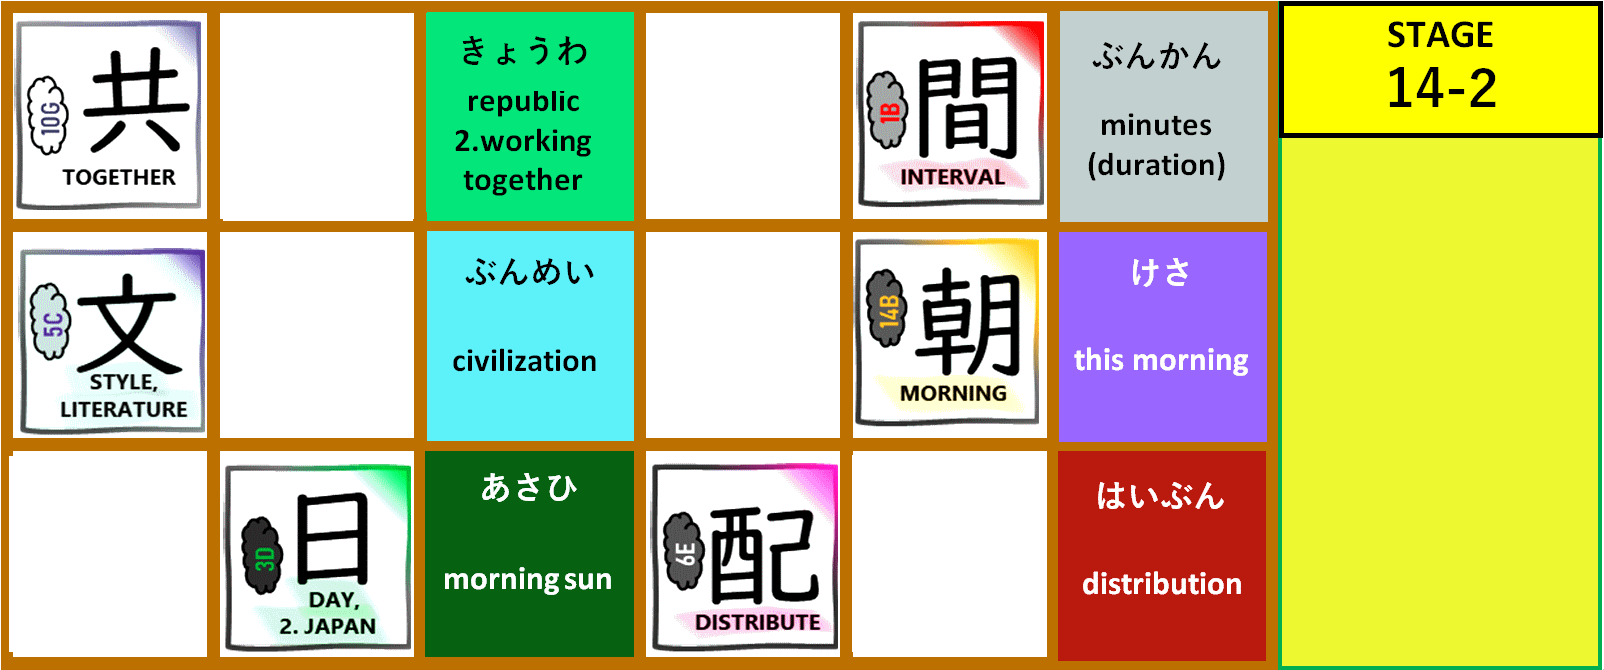 10G
共
TOGETHER
きょうわ
republic
2.working
together
1B
間
INTERVAL
ぶんかん
minutes
(duration)
STAGE
14-2
5C
文
STYLE,
LITERATURE
ぶんめい
civilization
14B
朝
MORNING
けさ
this morning
3D
日
DAY,
2. JAPAN
あさひ
morning sun
6E
配
DISTRIBUTE
はいぶん
distribution